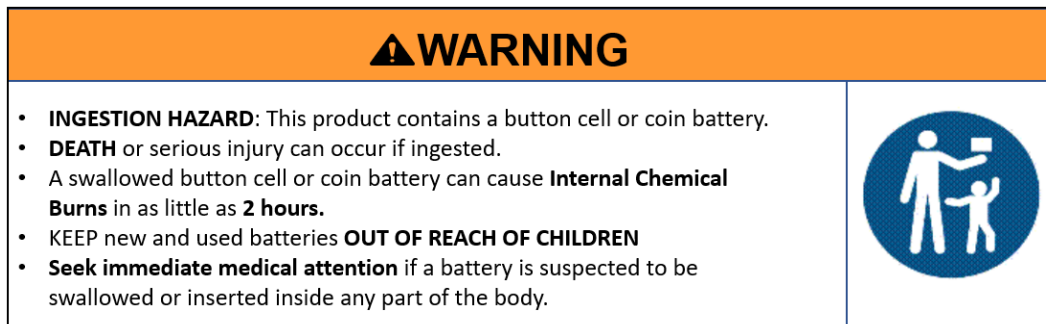 ⚠WARNING
• INGESTION HAZARD: This product contains a button cell or coin battery.
• DEATH or serious injury can occur if ingested.
• A swallowed button cell or coin battery can cause Internal Chemical
Burns in as little as 2 hours.
• KEEP new and used batteries OUT OF REACH OF CHILDREN
• Seek immediate medical attention if a battery is suspected to be
swallowed or inserted inside any part of the body.